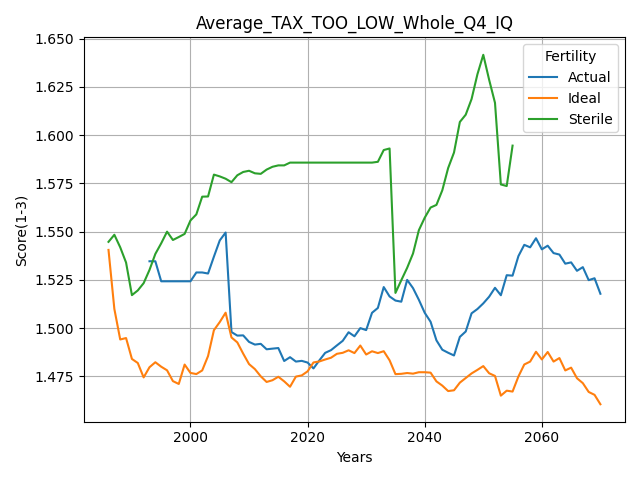 Average_TAX_TOO_LOW_Whole_Q4_IQ
Fertility
Actual
Ideal
Sterile
Score(1-3)
1.650
1.625
1.600
1.575
1.550
1.525
1.500
1.475
2000
2020
2040
2060
Years